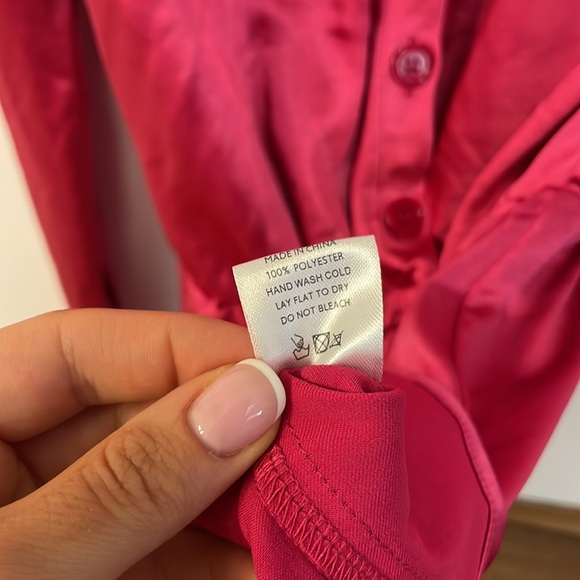 MADE IN CHINA
100% POLYESTER
HAND WASH COLD
LAY FLAT TO DRY
DO NOT BLEACH